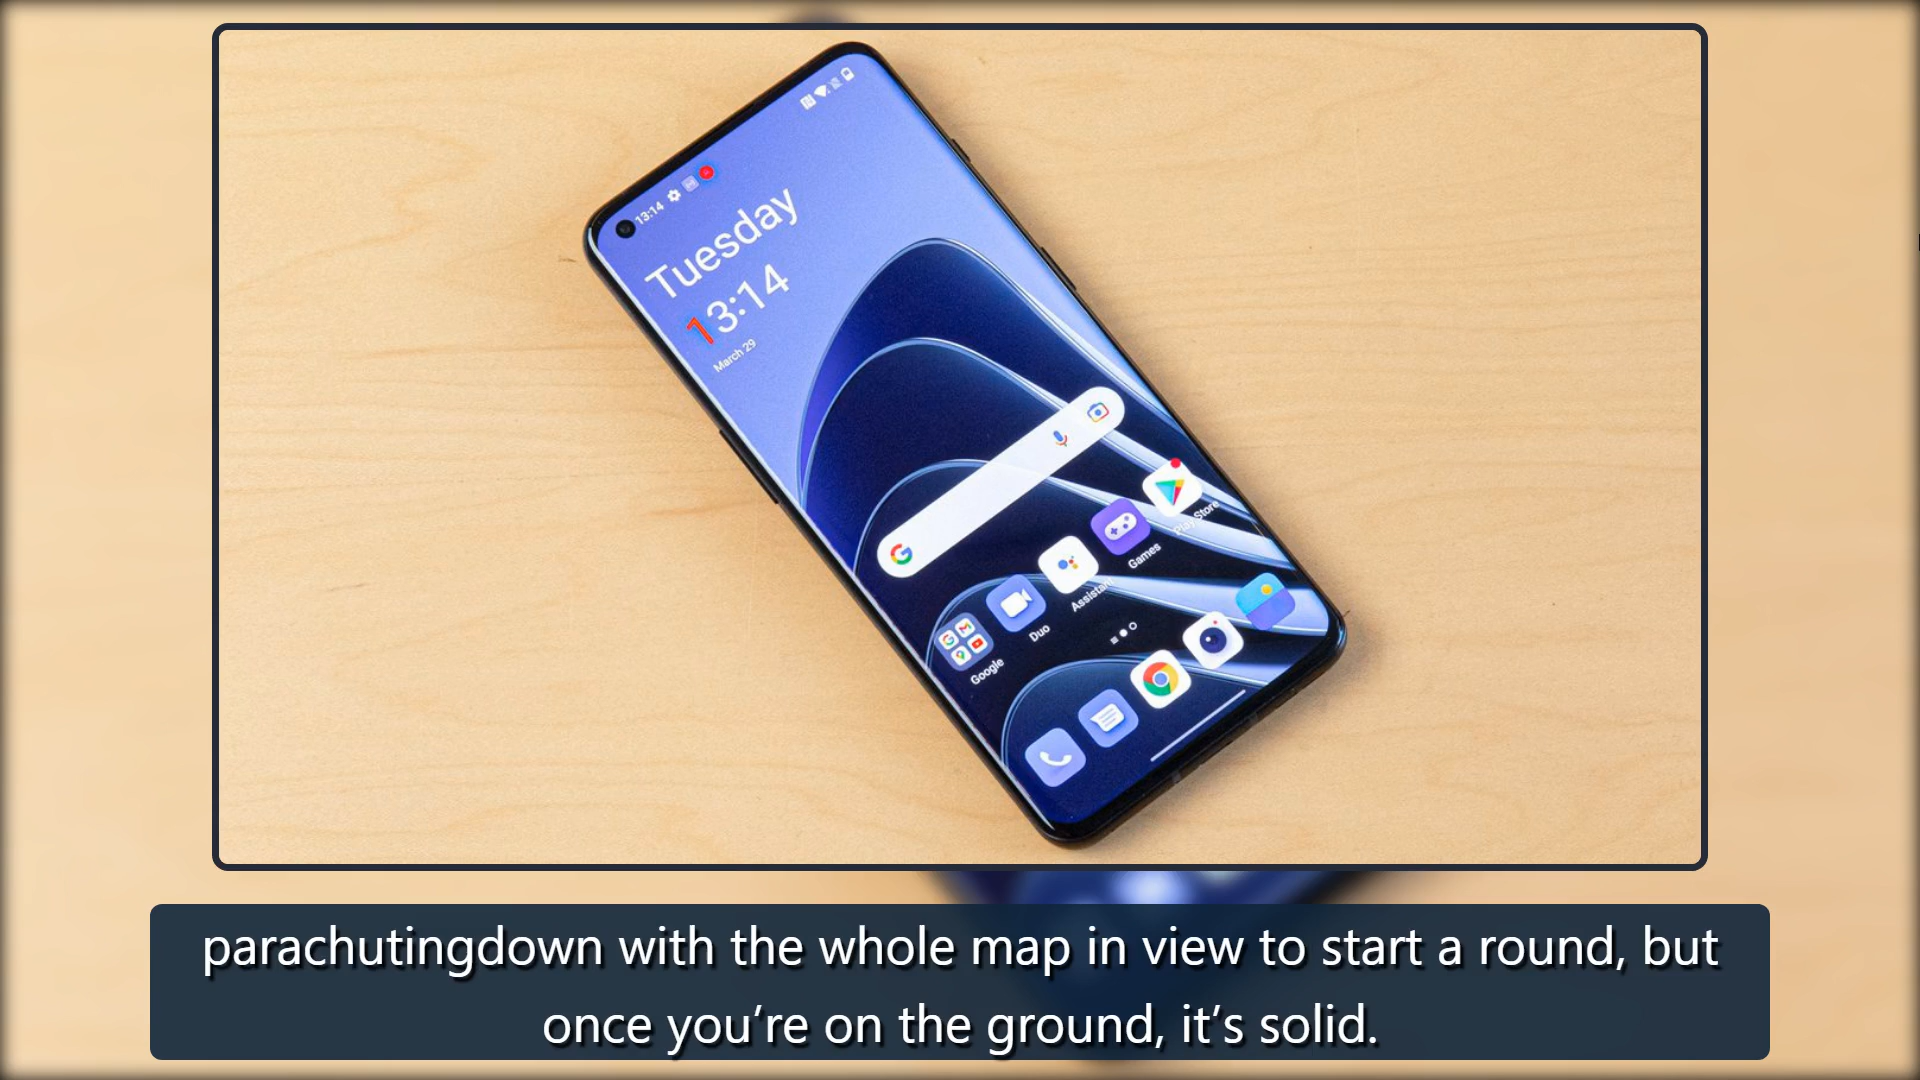 13:14
Tuesday
13:14
March 29
Play Store
Games
Assistant
Duo
Google
parachutingdown with the whole map in view to start a round, but
once you’re on the ground, it’s solid.